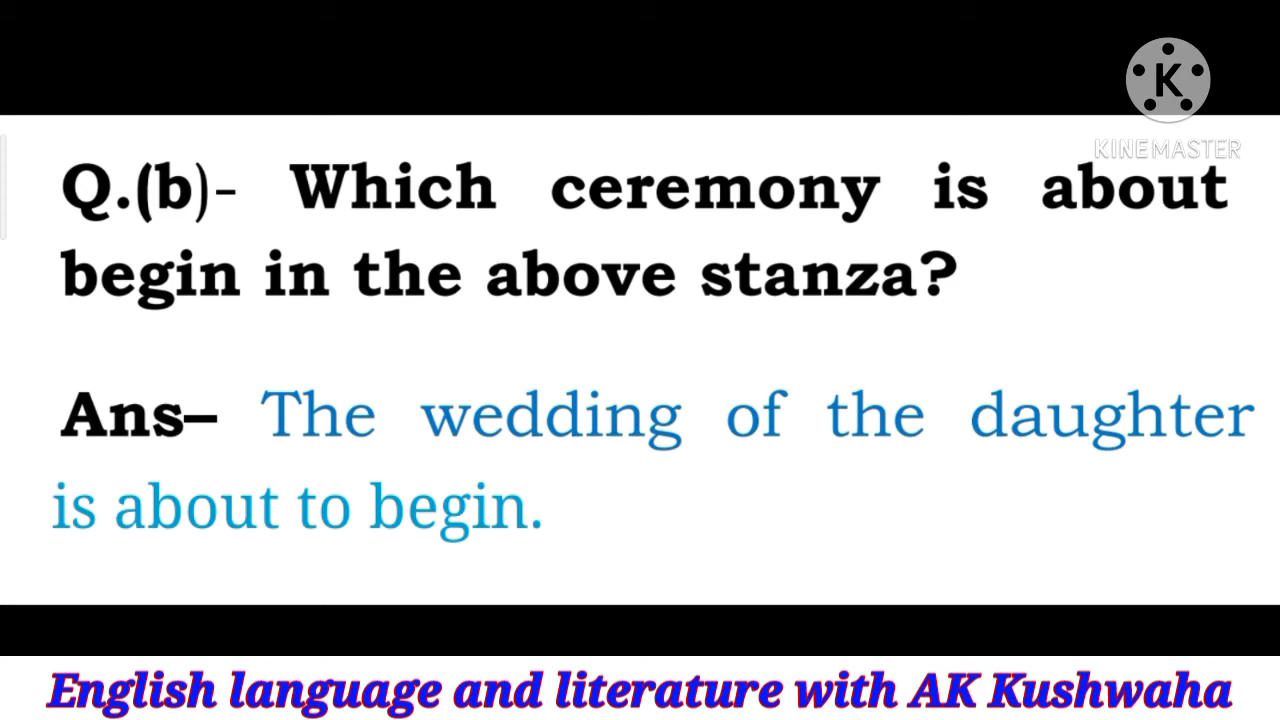 K
KINEMASTER
Q.(b)- Which ceremony is about
begin in the above stanza?
Ans– The wedding of the daughter
is about to begin.
English language and literature with AK Kushwaha